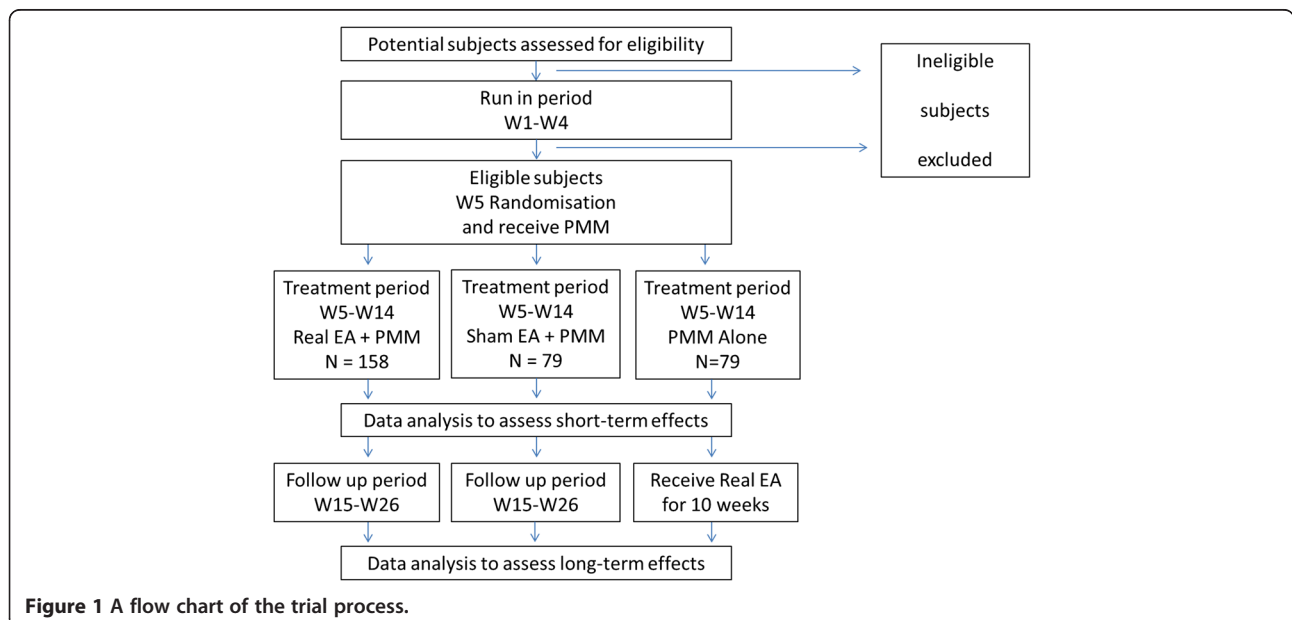 Potential subjects assessed for eligibility
Ineligible
subjects
excluded
Run in period
W1-W4
Eligible subjects
W5 Randomisation
and receive PMM
Treatment period
W5-W14
Real EA + PMM
N = 158
Treatment period
W5-W14
Sham EA + PMM
N = 79
Treatment period
W5-W14
PMM Alone
N=79
Data analysis to assess short-term effects
Follow up period
W15-W26
Follow up period
W15-W26
Receive Real EA
for 10 weeks
Data analysis to assess long-term effects
Figure 1 A flow chart of the trial process.